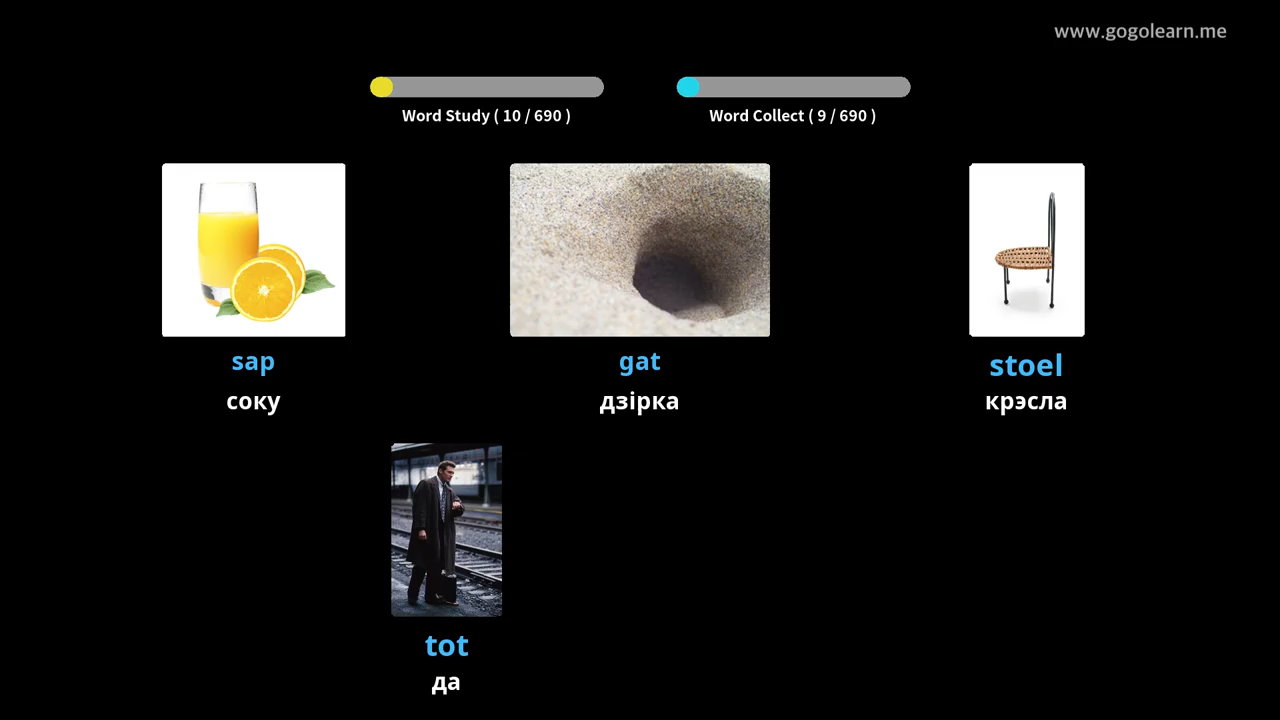 www.gogolearn.me
Word Study ( 10 / 690 )
Word Collect ( 9 / 690 )
sap
соку
gat
дзірка
stoel
крэсла
tot
да